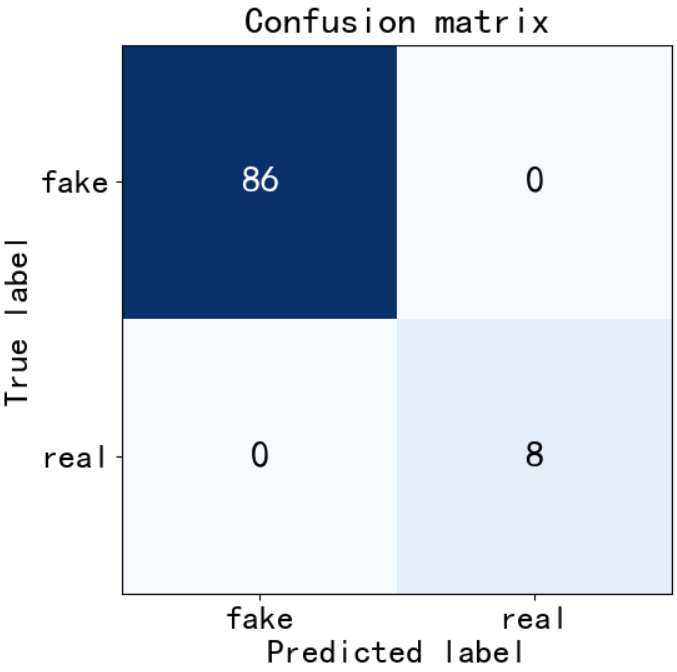 Confusion matrix
True label
fake
86
0
real
0
8
fake
real
Predicted label